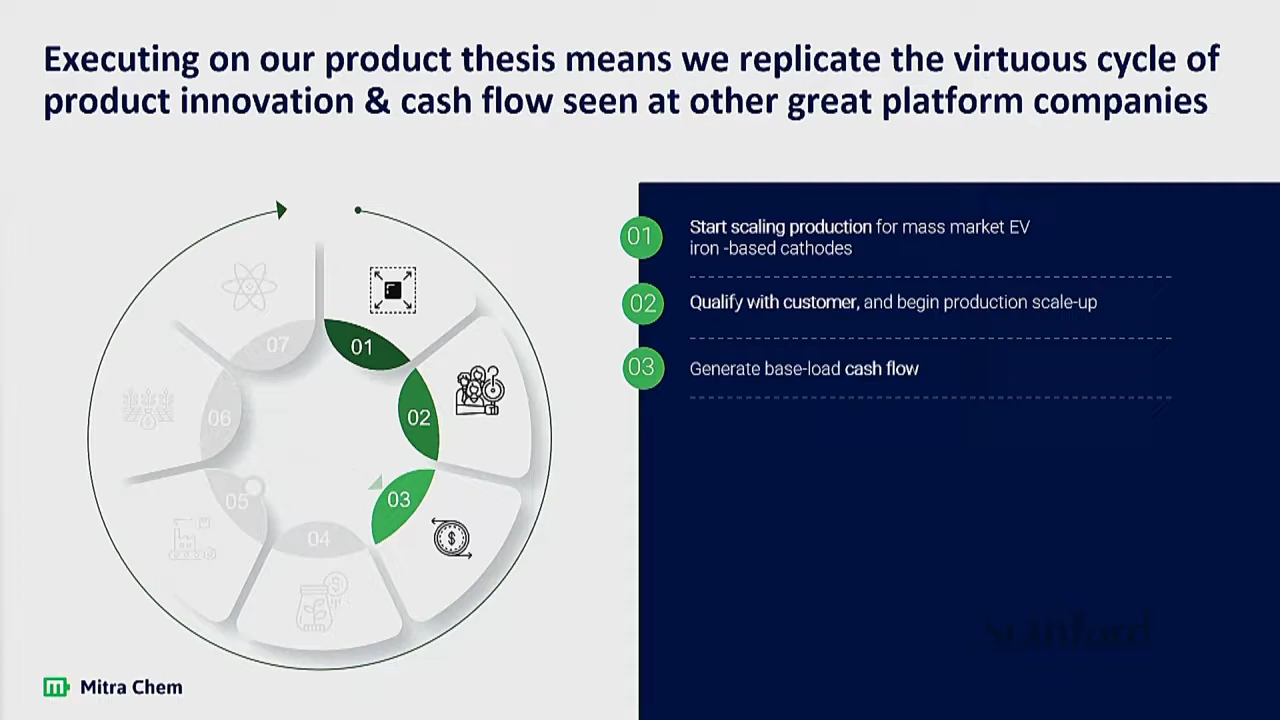 Executing on our product thesis means we replicate the virtuous cycle of
product innovation & cash flow seen at other great platform companies
07
01
06
02
05
03
04
$
01
Start scaling production for mass market EV
iron -based cathodes
02
Qualify with customer, and begin production scale-up
03
Generate base-load cash flow
Stanford
Mitra Chem